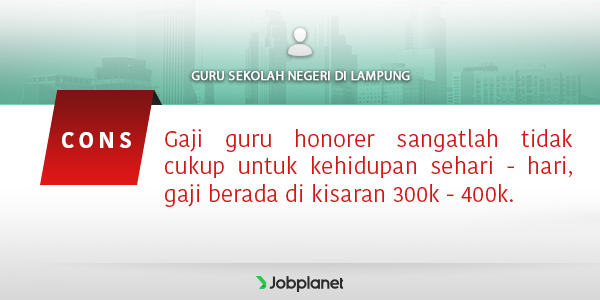 GURU SEKOLAH NEGERI DI LAMPUNG
CONS
Gaji guru honorer sangatlah tidak
cukup untuk kehidupan sehari - hari,
gaji berada di kisaran 300k - 400k.
Jobplanet